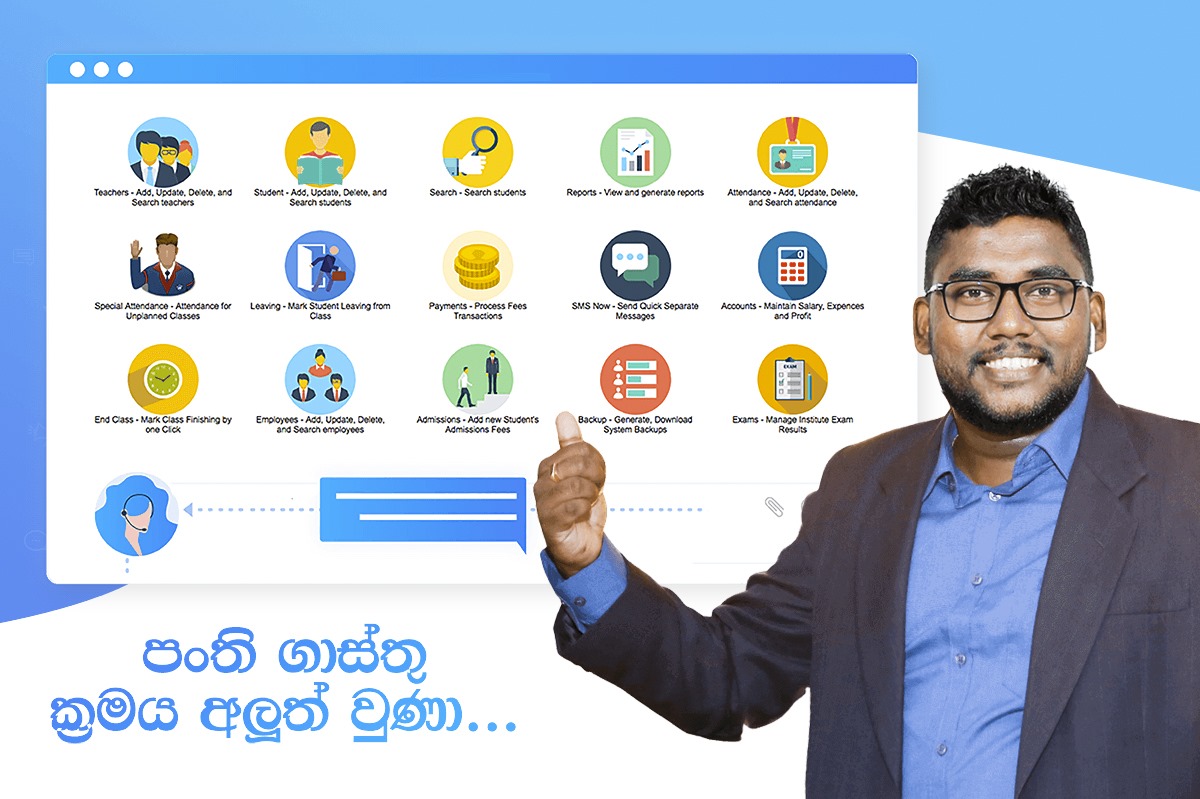 Teachers - Add, Update, Delete, and
Search teachers
Student - Add, Update, Delete, and
Search students
Search - Search students
Reports - View and generate reports
Attendance - Add, Update, Delete,
and Search attendance
Special Attendance - Attendance for
Unplanned Classes
Leaving - Mark Student Leaving from
Class
Payments - Process Fees
Transactions
SMS Now - Send Quick Separate
Messages
0
Accounts - Maintain Salary, Expences
and Profit
End Class - Mark Class Finishing by
one Click
Employees - Add, Update, Delete,
and Search employees
Admissions - Add new Student's
Admissions Fees
Backup - Generate, Download
System Backups
EXAM
Exams - Manage Institute Exam
Results
පංති ගාස්තු
ක්‍රමය අලුත් වුණා...